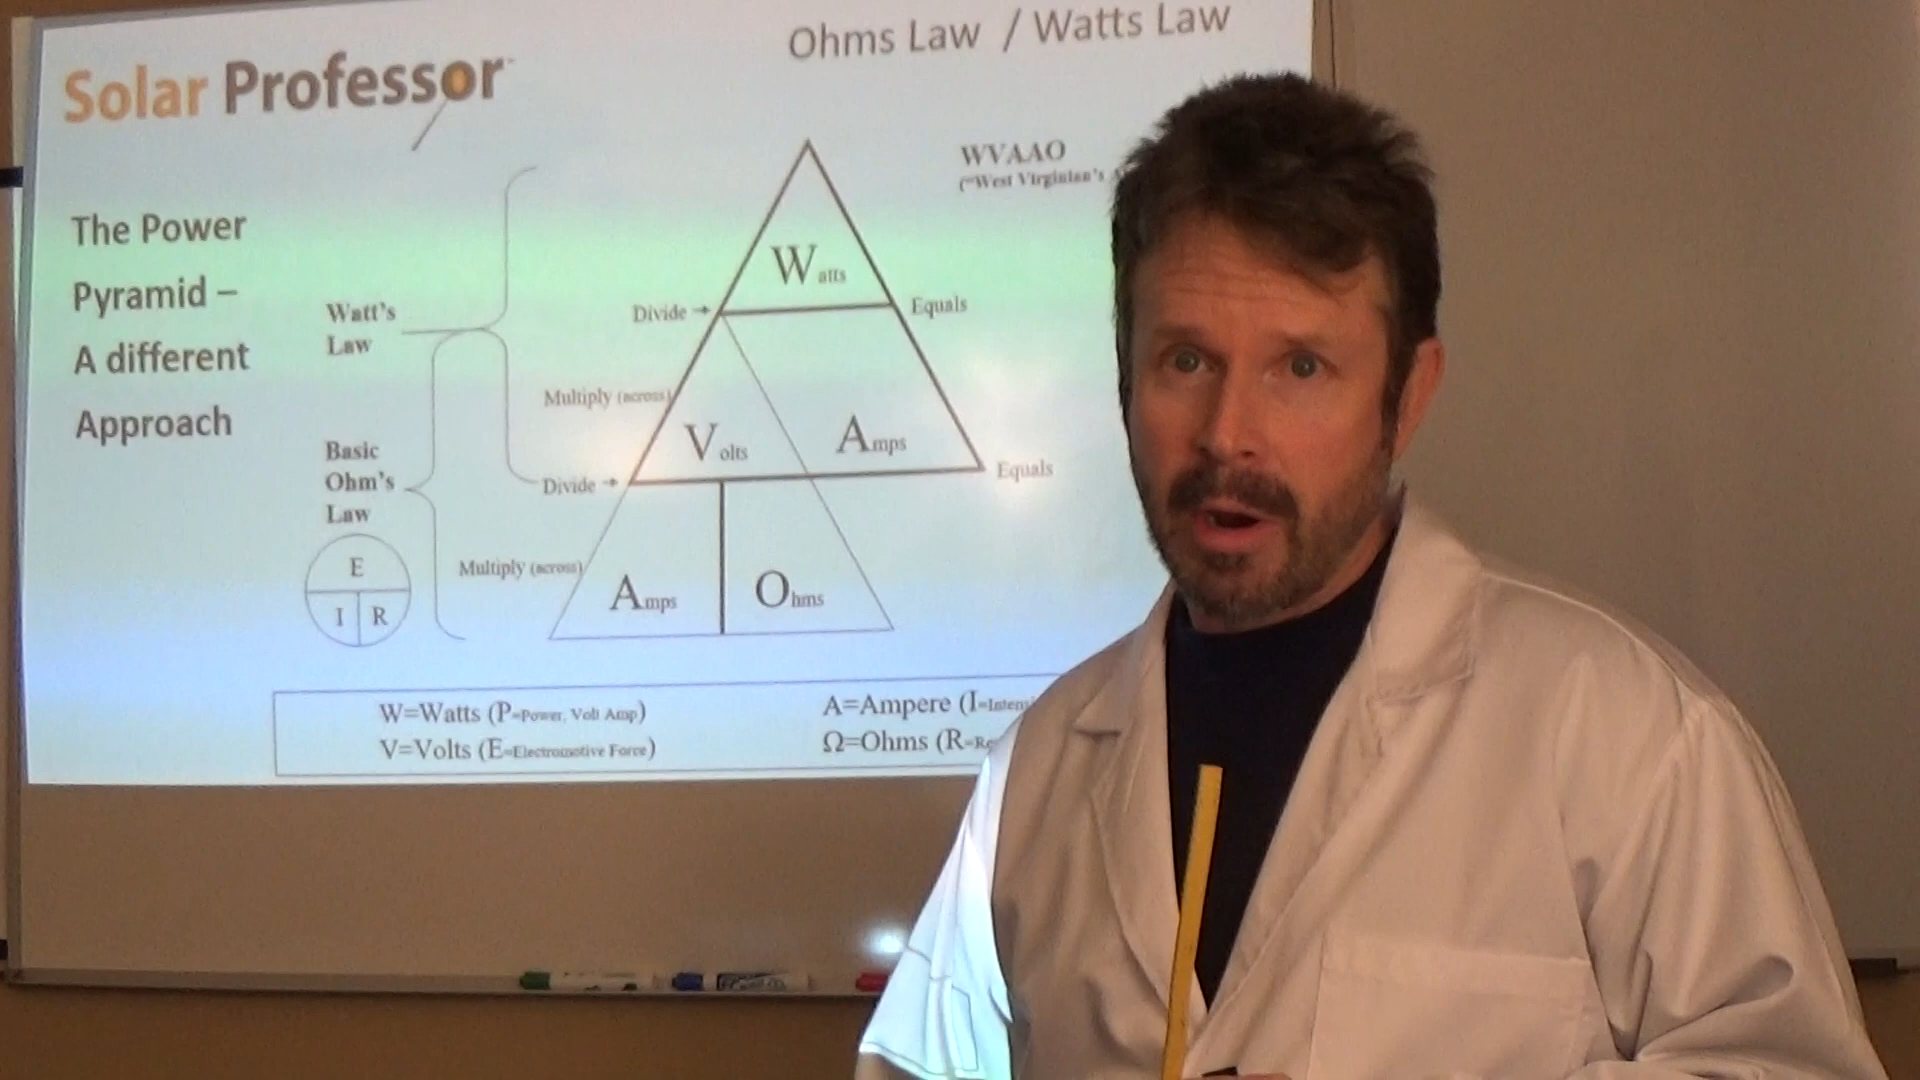 Ohms Law / Watts Law
Solar Professor
The Power
Pyramid –
A different
Approach
WVAAO
("West Virginian's
Watts
Divide →
Equals
Watt's
Law
Multiply (across)
Volts
Amps
Divide →
Equals
Basic
Ohm's
Law
E
I
R
Multiply (across)
Amps
Ohms
W=Watts (P=Power, Volt Amp)
A=Ampere (I=
V=Volts (E=Electromotive Force)
Ω=Ohms (R=